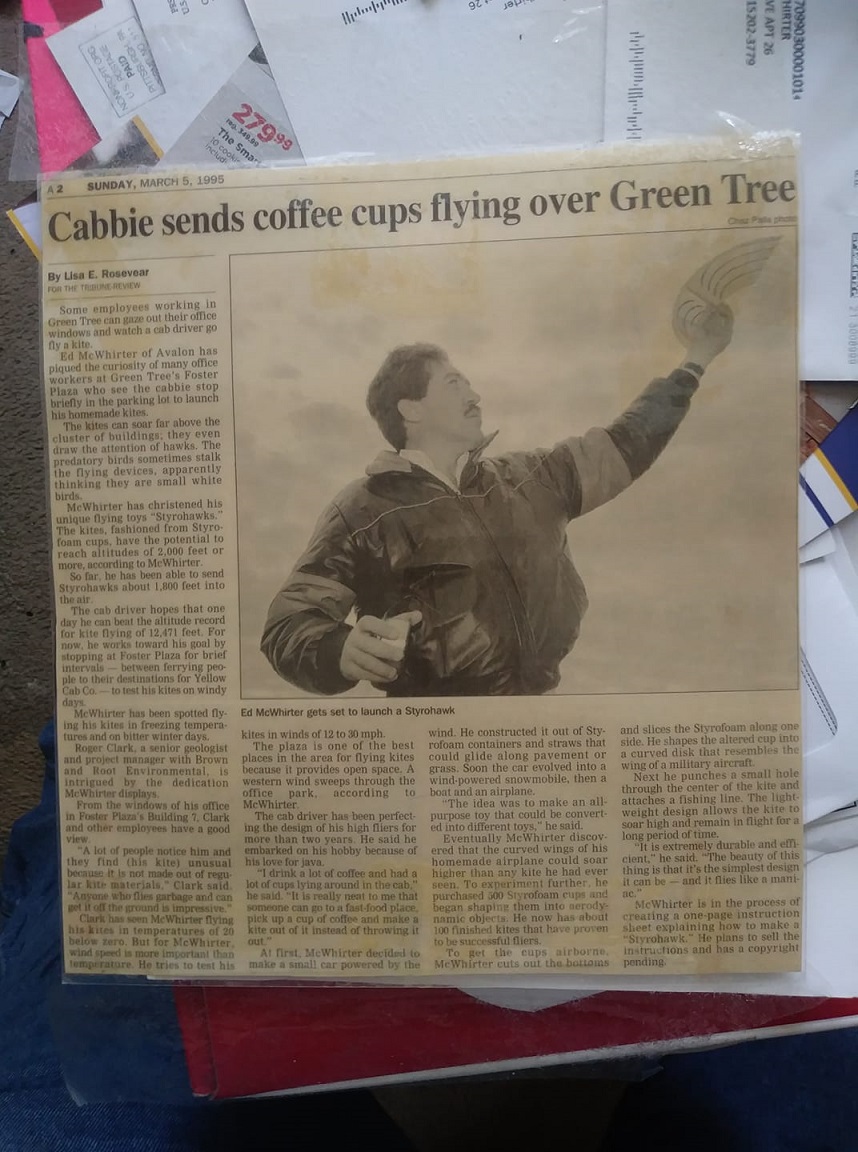 279 99
reg. 349.99
The Smar
PAID
APT 26
15202-3779
A 2 SUNDAY, MARCH 5, 1995
Cabbie sends coffee cups flying over Green Tree
Chaz Palla photo
By Lisa E. Rosevear
FOR THE TRIBUNE-REVIEW
Some employees working in
Green Tree can gaze out their office
windows and watch a cab driver go
fly a kite.
Ed McWhirter of Avalon has
piqued the curiosity of many office
workers at Green Tree's Foster
Plaza who see the cabbie stop
briefly in the parking lot to launch
his homemade kites.
The kites can soar far above the
cluster of buildings; they even
draw the attention of hawks. The
predatory birds sometimes stalk
the flying devices, apparently
thinking they are small white
birds.
McWhirter has christened his
unique flying toys "Styrohawks."
The kites, fashioned from Styro-
foam cups, have the potential to
reach altitudes of 2,000 feet or
more, according to McWhirter.
So far, he has been able to send
Styrohawks about 1,800 feet into
the air.
The cab driver hopes that one
day he can beat the altitude record
for kite flying of 12,471 feet. For
now, he works toward his goal by
stopping at Foster Plaza for brief
intervals — between ferrying peo-
ple to their destinations for Yellow
Cab Co. — to test his kites on windy
days.
McWhirter has been spotted fly-
ing his kites in freezing tempera-
tures and on bitter winter days.
Roger Clark, a senior geologist
and project manager with Brown
and Root Environmental, is
intrigued by the dedication
McWhirter displays.
From the windows of his office
in Foster Plaza's Building 7, Clark
and other employees have a good
view.
"A lot of people notice him and
they find (his kite) unusual
because it is not made out of regu-
lar kite materials," Clark said.
"Anyone who flies garbage and can
get it off the ground is impressive."
Clark has seen McWhirter flying
his kites in temperatures of 20
below zero. But for McWhirter,
wind speed is more important than
temperature. He tries to test his
Ed McWhirter gets set to launch a Styrohawk
kites in winds of 12 to 30 mph.
The plaza is one of the best
places in the area for flying kites
because it provides open space. A
western wind sweeps through the
office park, according to
McWhirter.
The cab driver has been perfect-
ing the design of his high fliers for
more than two years. He said he
embarked on his hobby because of
his love for java.
"I drink a lot of coffee and had a
lot of cups lying around in the cab,"
he said. "It is really neat to me that
someone can go to a fast-food place,
pick up a cup of coffee and make a
kite out of it instead of throwing it
out."
At first, McWhirter decided to
make a small car powered by the
wind. He constructed it out of Sty-
rofoam containers and straws that
could glide along pavement or
grass. Soon the car evolved into a
wind-powered snowmobile, then a
boat and an airplane.
"The idea was to make an all-
purpose toy that could be convert-
ed into different toys," he said.
Eventually McWhirter discov-
ered that the curved wings of his
homemade airplane could soar
higher than any kite he had ever
seen. To experiment further, he
purchased 500 Styrofoam cups and
began shaping them into aerody-
namic objects. He now has about
100 finished kites that have proven
to be successful fliers.
To get the cups airborne,
McWhirter cuts out the bottoms
and slices the Styrofoam along one
side. He shapes the altered cup into
a curved disk that resembles the
wing of a military aircraft.
Next he punches a small hole
through the center of the kite and
attaches a fishing line. The light-
weight design allows the kite to
soar high and remain in flight for a
long period of time.
"It is extremely durable and effi-
cient," he said. "The beauty of this
thing is that it's the simplest design
it can be — and it flies like a mani-
ac."
McWhirter is in the process of
creating a one-page instruction
sheet explaining how to make a
"Styrohawk." He plans to sell the
instructions and has a copyright
pending.